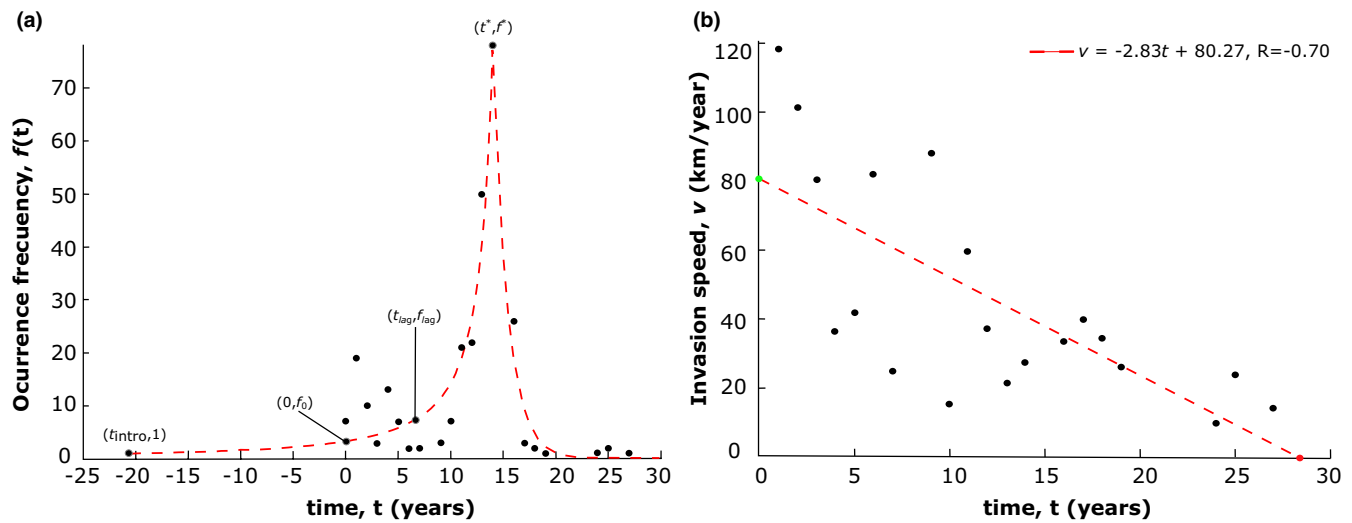 (a)
(t*,f*)
Ocurrence frecuency, f(t)
70
60
50
40
30
20
10
0
(tlag,flag)
(0,f0)
(tintro,1)
-25 -20 -15 -10 -5 0 5 10 15 20 25 30
time, t (years)
(b)
v = -2.83t + 80.27, R=-0.70
Invasion speed, v (km/year)
120
100
80
60
40
20
0
0 5 10 15 20 25 30
time, t (years)